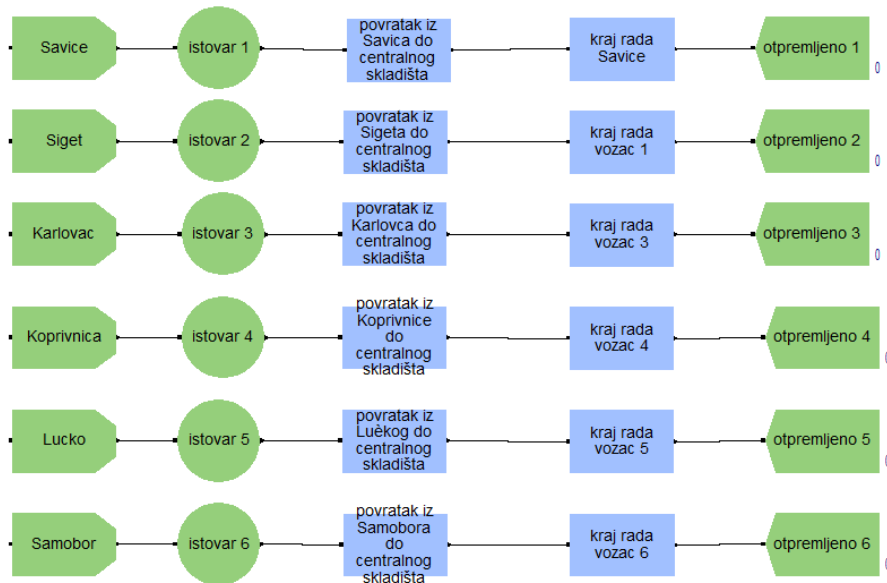 Savice
istovar 1
povratak iz
Savica do
centralnog
skladišta
kraj rada
Savice
otpremljeno 1
0
Siget
istovar 2
povratak iz
Sigeta do
centralnog
skladišta
kraj rada
vozac 1
otpremljeno 2
0
Karlovac
istovar 3
povratak iz
Karlovca do
centralnog
skladišta
kraj rada
vozac 3
otpremljeno 3
0
Koprivnica
istovar 4
povratak iz
Koprivnice
do
centralnog
skladišta
kraj rada
vozac 4
otpremljeno 4
Lucko
istovar 5
povratak iz
Luèkog do
centralnog
skladišta
kraj rada
vozac 5
otpremljeno 5
Samobor
istovar 6
povratak iz
Samobora
do
centralnog
skladišta
kraj rada
vozac 6
otpremljeno 6